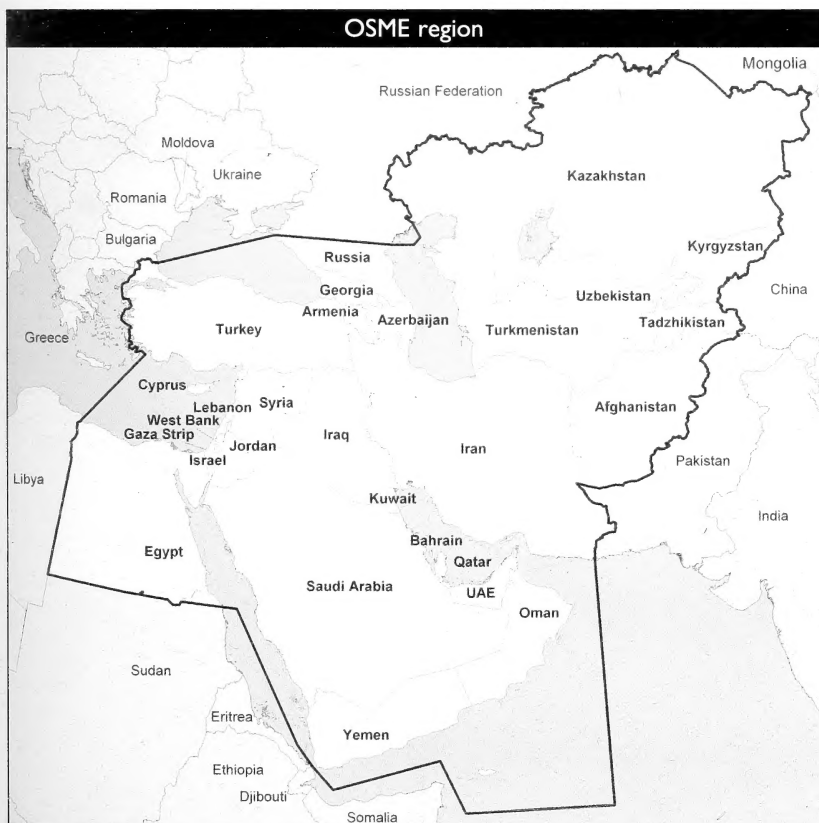 OSME region
Mongolia
Russian Federation
Moldova
Ukraine
Kazakhstan
Romania
Bulgaria
Kyrgyzstan
Russia
China
Georgia
Uzbekistan
Armenia
Azerbaijan
Tadzhikistan
Turkey
Turkmenistan
Greece
Cyprus
Syria
Lebanon
Afghanistan
West Bank
Gaza Strip
Iraq
Jordan
Iran
Israel
Pakistan
Libya
Kuwait
India
Bahrain
Egypt
Qatar
Saudi Arabia
UAE
Oman
Sudan
Eritrea
Yemen
Ethiopia
Djibouti
Somalia